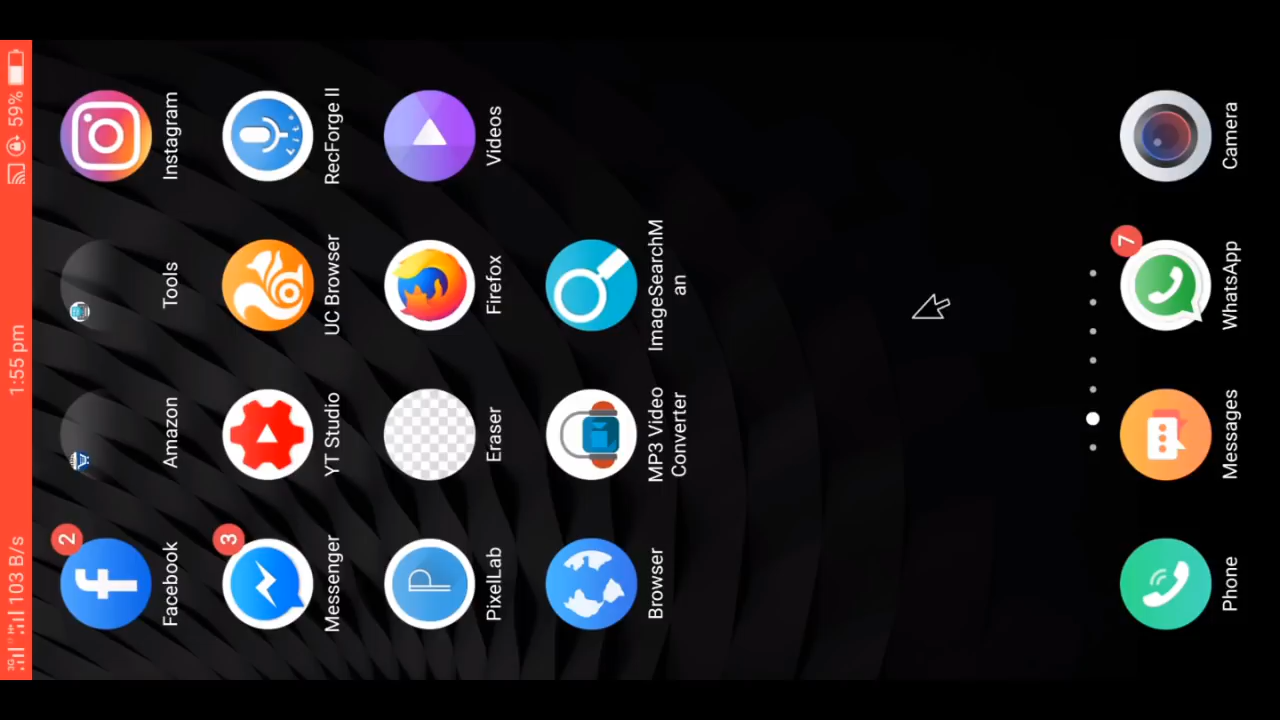 3G H+ 103 B/s 1:55 pm 59%
2
Facebook Amazon Tools Instagram
3
Messenger YT Studio UC Browser RecForge II
P
PixelLab Eraser Firefox Videos
Browser MP3 Video ImageSearchM
Converter an
7
Phone Messages WhatsApp Camera